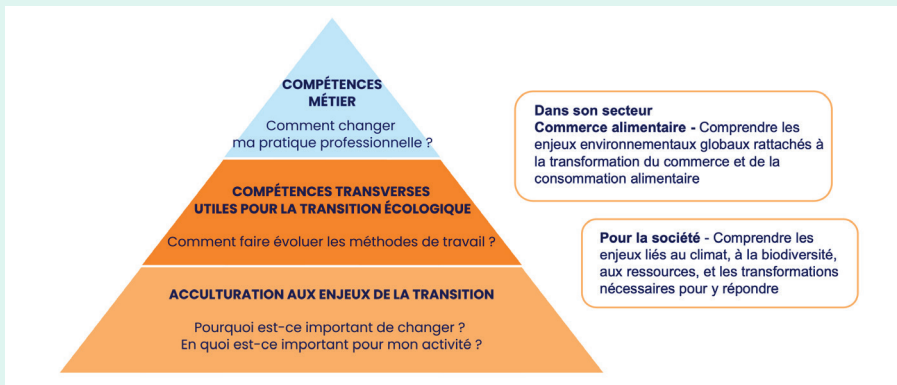 COMPÉTENCES
MÉTIER
Comment changer
ma pratique professionnelle ?
COMPÉTENCES TRANSVERSES
UTILES POUR LA TRANSITION ÉCOLOGIQUE
Comment faire évoluer les méthodes de travail ?
ACCULTURATION AUX ENJEUX DE LA TRANSITION
Pourquoi est-ce important de changer ?
En quoi est-ce important pour mon activité ?
Dans son secteur
Commerce alimentaire - Comprendre les
enjeux environnementaux globaux rattachés à
la transformation du commerce et de la
consommation alimentaire
Pour la société - Comprendre les
enjeux liés au climat, à la biodiversité,
aux ressources, et les transformations
nécessaires pour y répondre